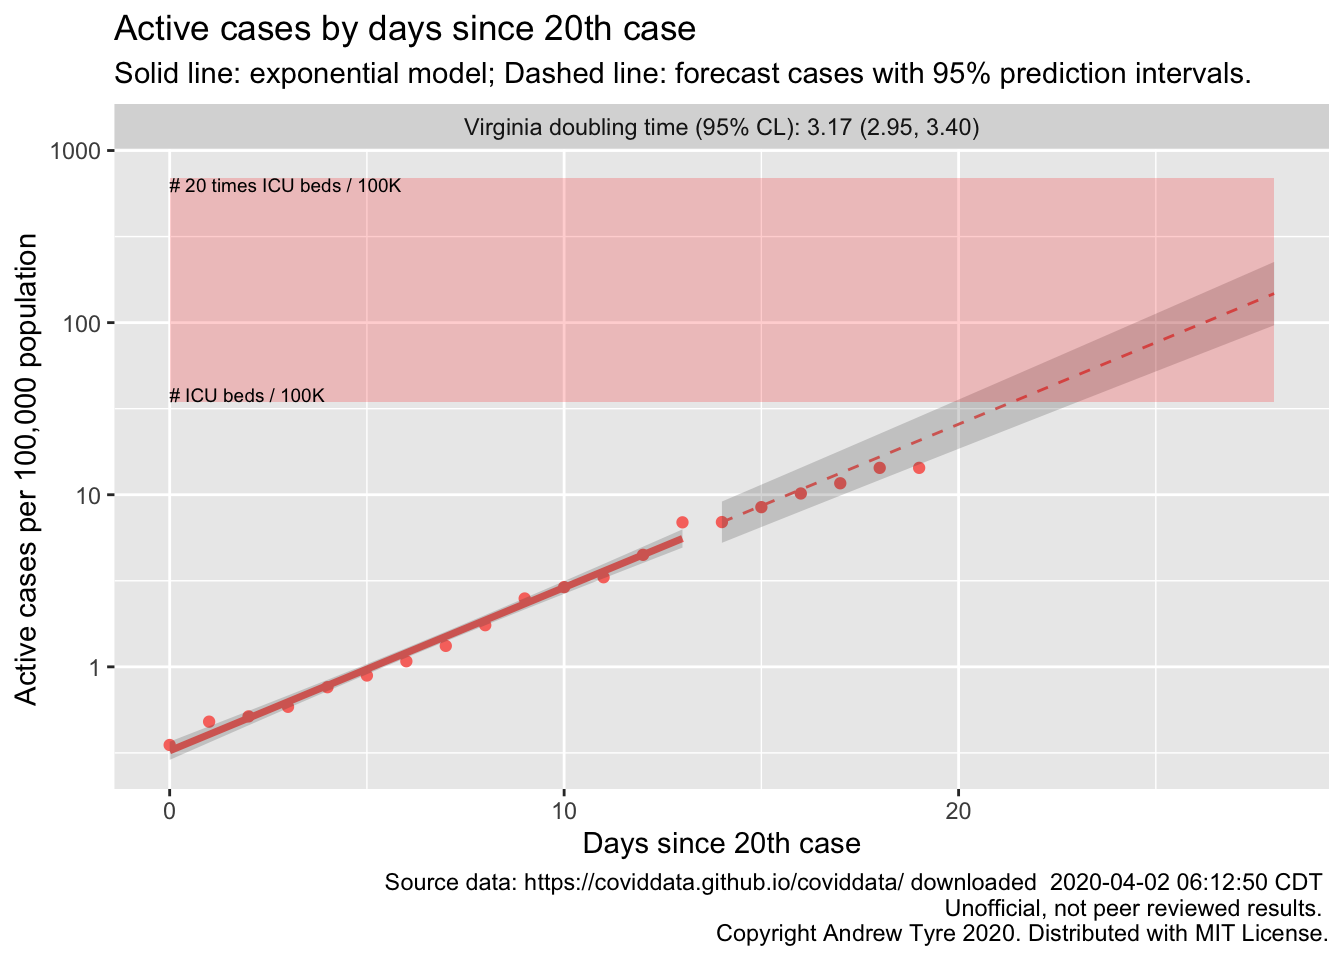 Active cases by days since 20th case
Solid line: exponential model; Dashed line: forecast cases with 95% prediction intervals.
Virginia doubling time (95% CL): 3.17 (2.95, 3.40)
1000
# 20 times ICU beds / 100K
100
# ICU beds / 100K
10
1
Active cases per 100,000 population
0
10
20
Days since 20th case
Source data: https://coviddata.github.io/coviddata/ downloaded  2020-04-02 06:12:50 CDT
Unofficial, not peer reviewed results.
Copyright Andrew Tyre 2020. Distributed with MIT License.